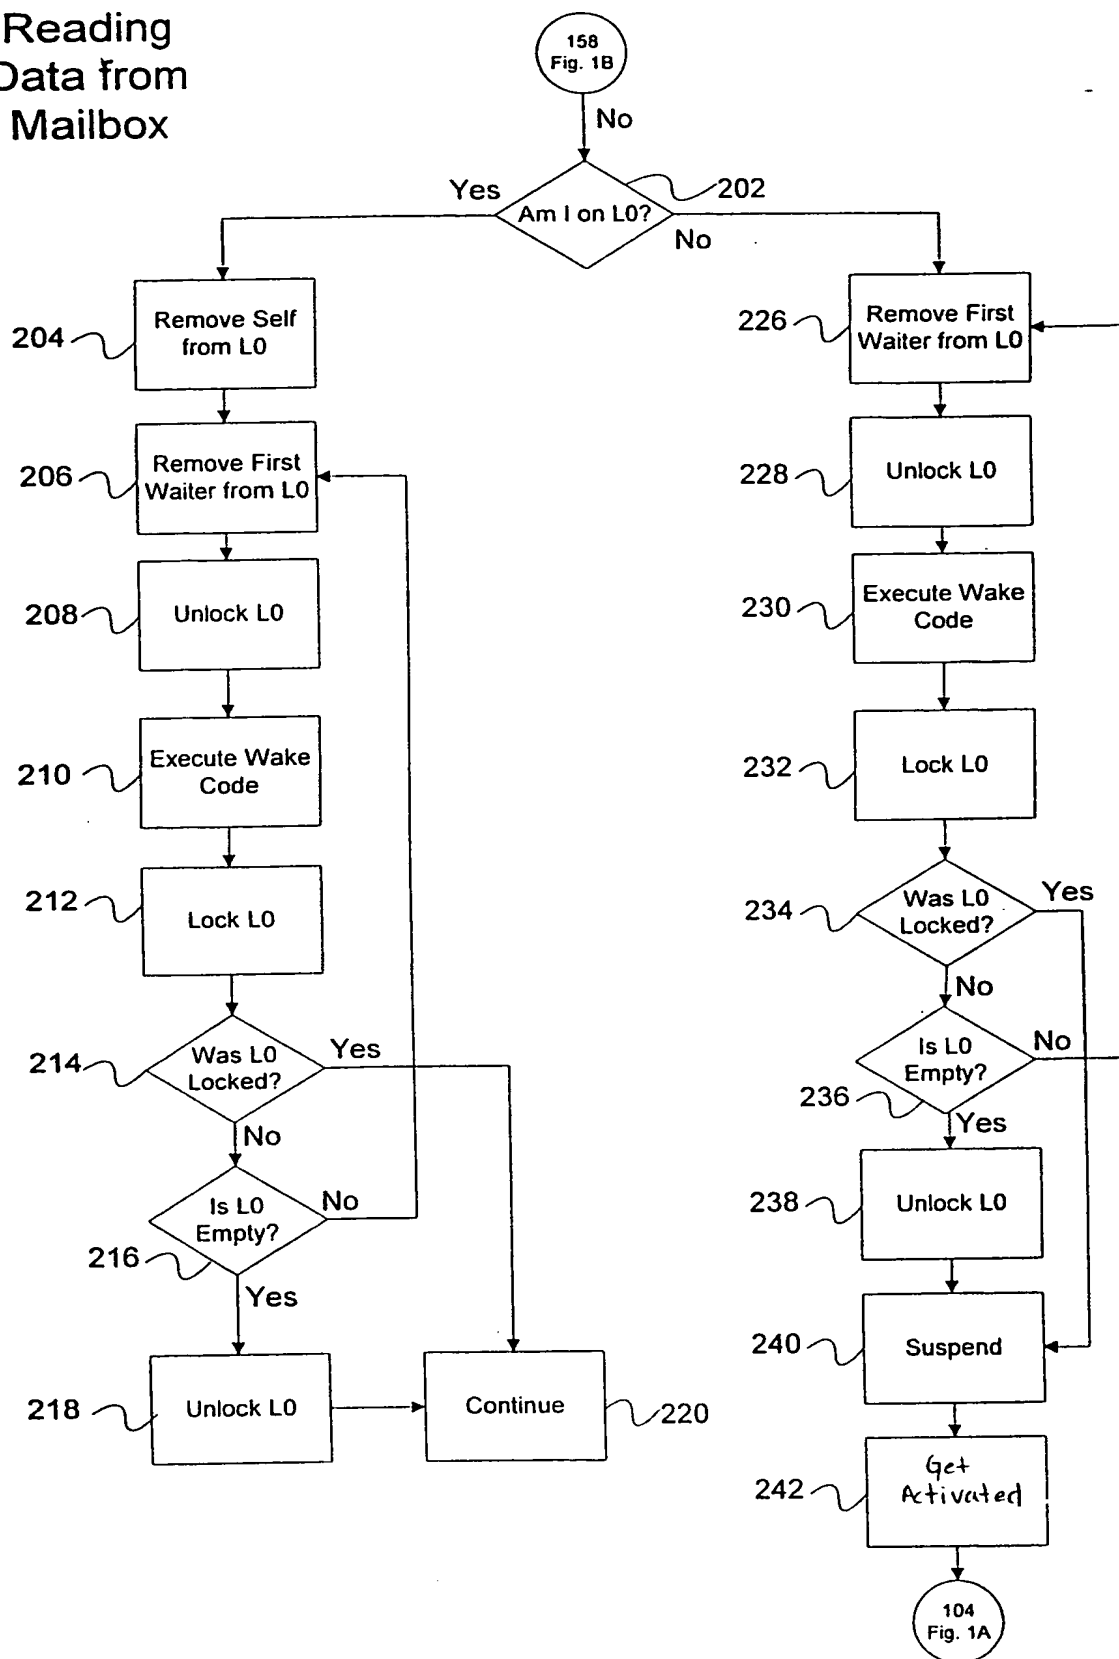 Reading
Data from
Mailbox
158
Fig. 1B
No
Yes
202
Am I on L0?
No
204
Remove Self
from L0
226
Remove First
Waiter from L0
206
Remove First
Waiter from L0
228
Unlock L0
208
Unlock L0
230
Execute Wake
Code
210
Execute Wake
Code
232
Lock L0
212
Lock L0
234
Was L0
Locked?
Yes
No
214
Was L0
Locked?
Yes
No
Is L0
Empty?
No
236
Yes
Is L0
Empty?
No
216
Yes
238
Unlock L0
240
Suspend
218
Unlock L0
Continue
220
242
Get
Activated
104
Fig. 1A